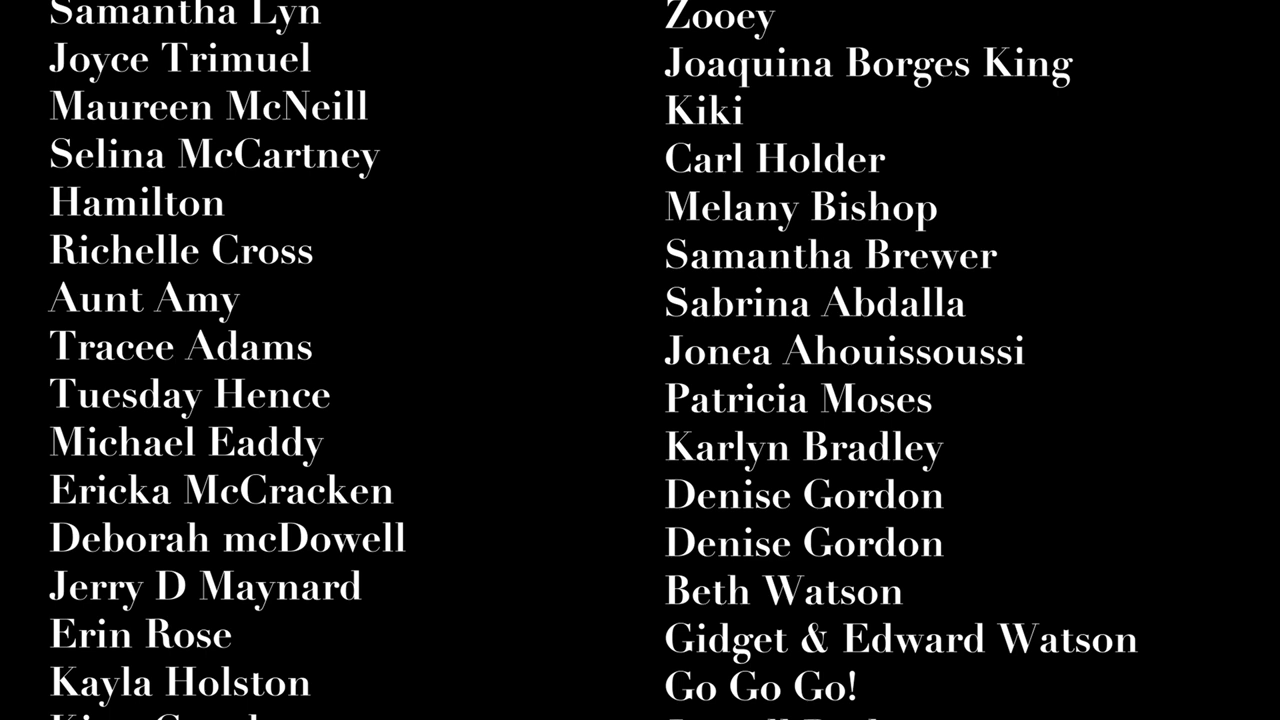 Samantha Lyn
Joyce Trimuel
Maureen McNeill
Selina McCartney
Hamilton
Richelle Cross
Aunt Amy
Tracee Adams
Tuesday Hence
Michael Eaddy
Ericka McCracken
Deborah mcDowell
Jerry D Maynard
Erin Rose
Kayla Holston
Zooey
Joaquina Borges King
Kiki
Carl Holder
Melany Bishop
Samantha Brewer
Sabrina Abdalla
Jonea Ahouissoussi
Patricia Moses
Karlyn Bradley
Denise Gordon
Denise Gordon
Beth Watson
Gidget & Edward Watson
Go Go Go!